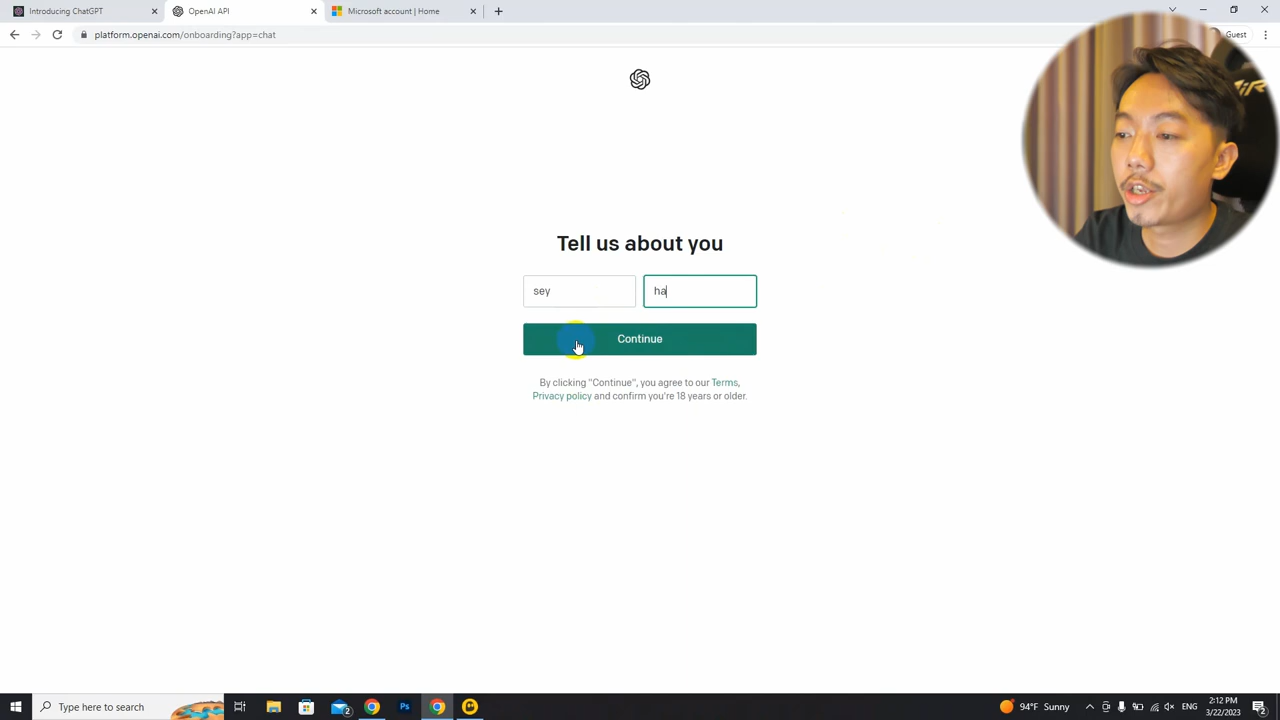 Introducing ChatGPT
OpenAI API
Microsoft account | Home
platform.openai.com/onboarding?app=chat
Guest
Tell us about you
sey
ha
Continue
By clicking "Continue", you agree to our Terms,
Privacy policy and confirm you're 18 years or older.
Type here to search
2
94°F Sunny
ENG
2:12 PM
3/22/2023
2